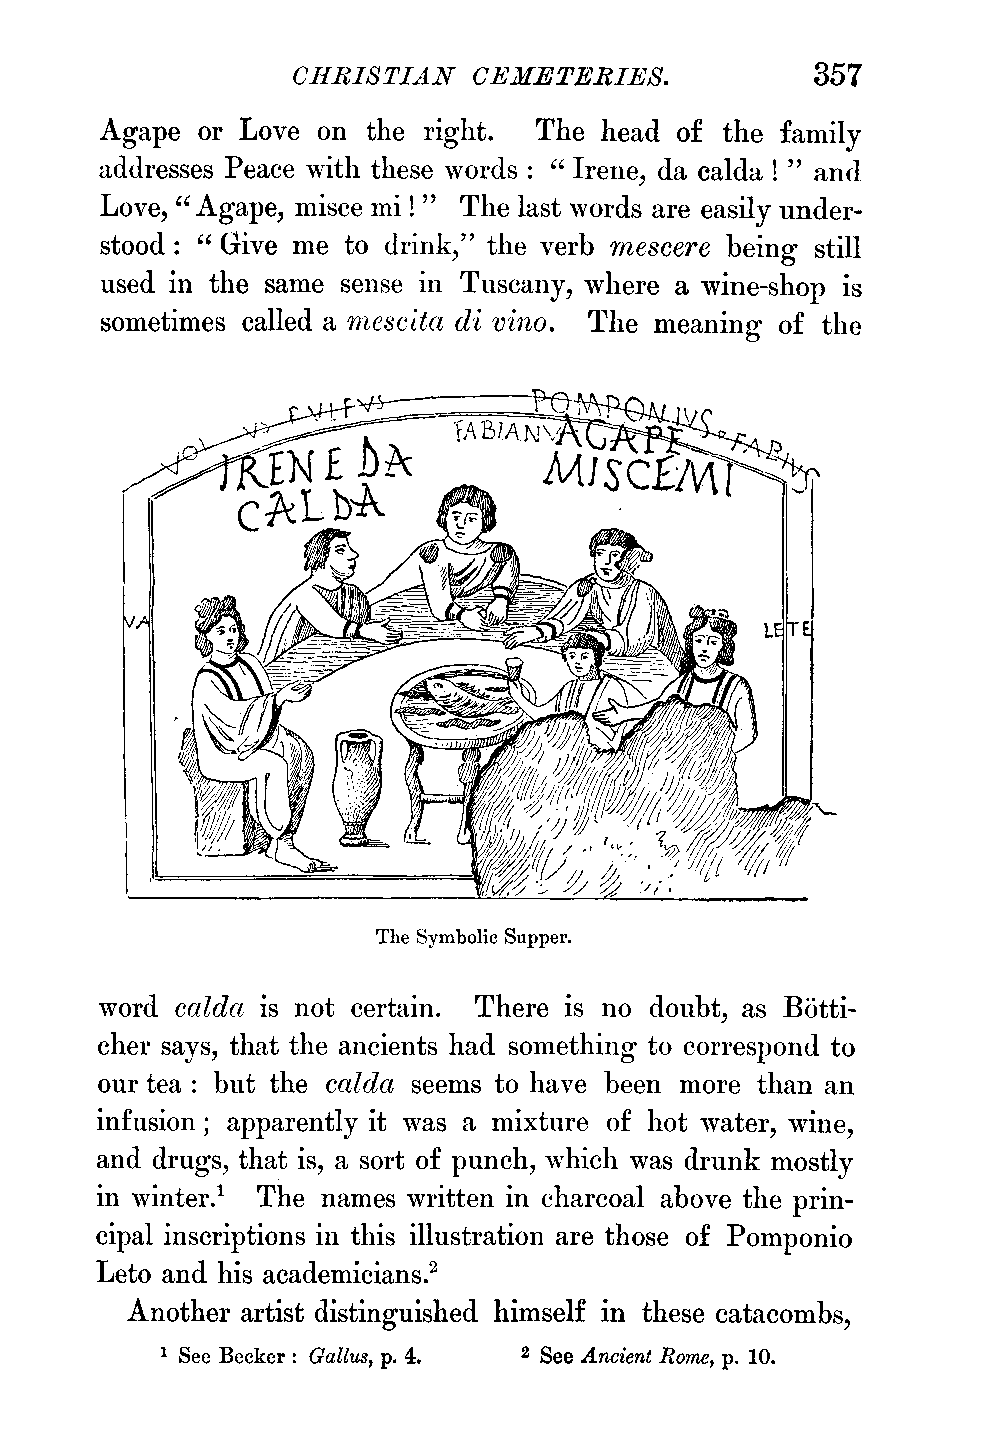 CHRISTIAN CEMETERIES. 357
Agape or Love on the right. The head of the family
addresses Peace with these words : “ Irene, da calda ! ” and
Love, “ Agape, misce mi ! ” The last words are easily under-
stood : “ Give me to drink,” the verb mescere being still
used in the same sense in Tuscany, where a wine-shop is
sometimes called a mescita di vino. The meaning of the
POMPONIVS · FABIVS
FABIANV
IRENE DA
CALDA
AGAPE
MISCEMI
VA
LETE
The Symbolic Supper.
word calda is not certain. There is no doubt, as Bötti-
cher says, that the ancients had something to correspond to
our tea : but the calda seems to have been more than an
infusion ; apparently it was a mixture of hot water, wine,
and drugs, that is, a sort of punch, which was drunk mostly
in winter.¹ The names written in charcoal above the prin-
cipal inscriptions in this illustration are those of Pomponio
Leto and his academicians.²
Another artist distinguished himself in these catacombs,
¹ See Becker : Gallus, p. 4. ² See Ancient Rome, p. 10.